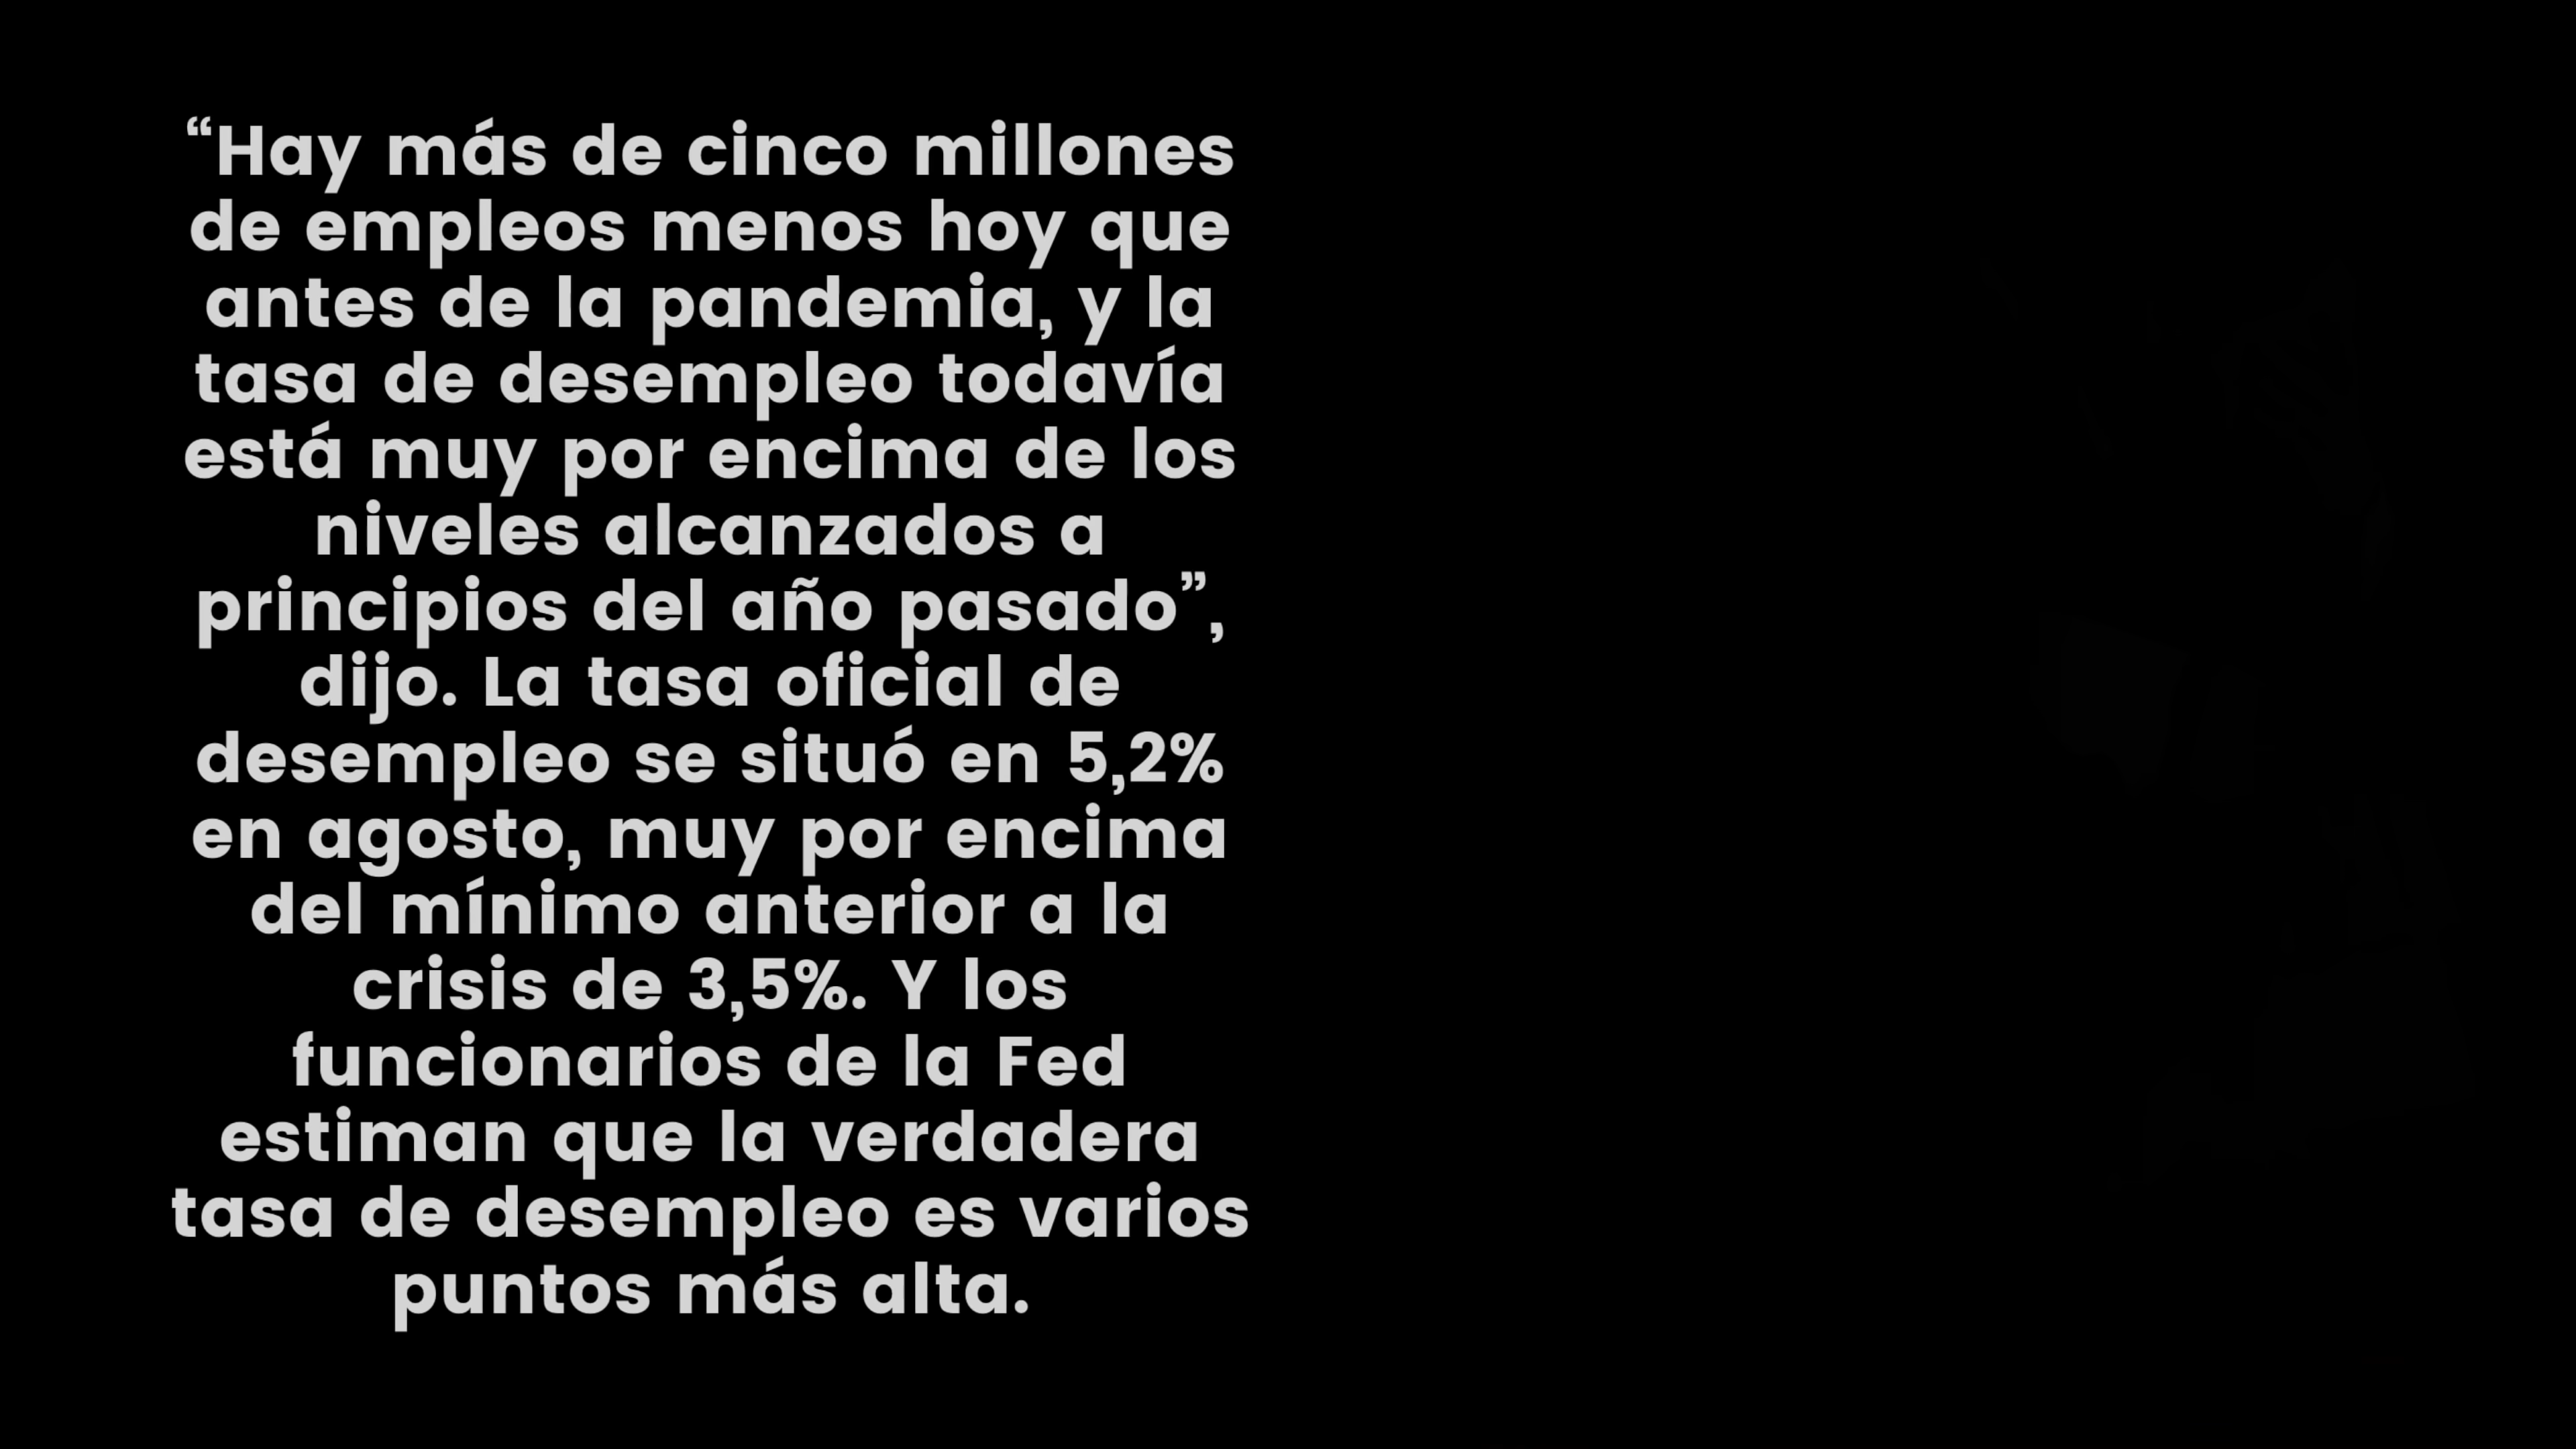 “Hay más de cinco millones
de empleos menos hoy que
antes de la pandemia, y la
tasa de desempleo todavía
está muy por encima de los
niveles alcanzados a
principios del año pasado”,
dijo. La tasa oficial de
desempleo se situó en 5,2%
en agosto, muy por encima
del mínimo anterior a la
crisis de 3,5%. Y los
funcionarios de la Fed
estiman que la verdadera
tasa de desempleo es varios
puntos más alta.